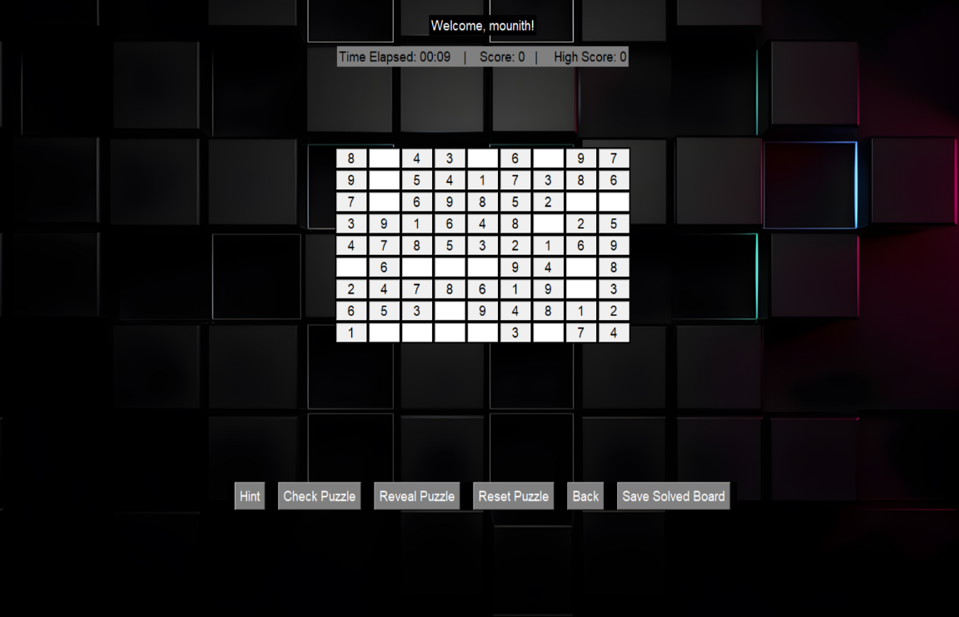 Welcome, mounith!
Time Elapsed: 00:09 | Score: 0 | High Score: 0
8 4 3 6 9 7
9 5 4 1 7 3 8 6
7 6 9 8 5 2
3 9 1 6 4 8 2 5
4 7 8 5 3 2 1 6 9
6 9 4 8
2 4 7 8 6 1 9 3
6 5 3 9 4 8 1 2
1 3 7 4
Hint Check Puzzle Reveal Puzzle Reset Puzzle Back Save Solved Board